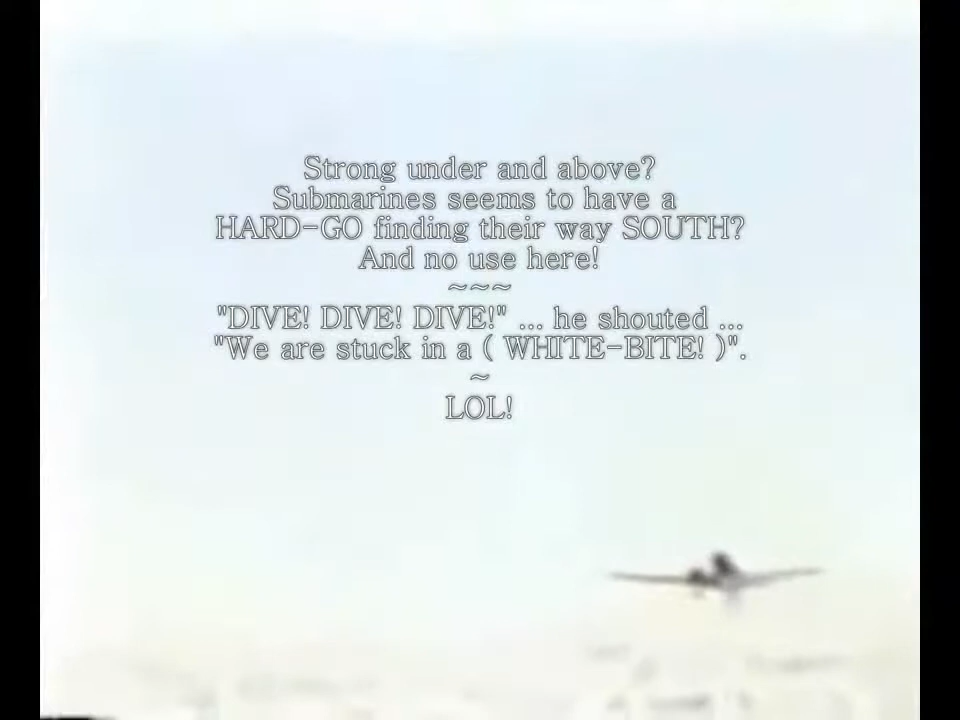 Strong under and above?
Submarines seems to have a
HARD-GO finding their way SOUTH?
And no use here!
~~~
"DIVE! DIVE! DIVE!" ... he shouted ...
"We are stuck in a ( WHITE-BITE! )".
~
LOL!